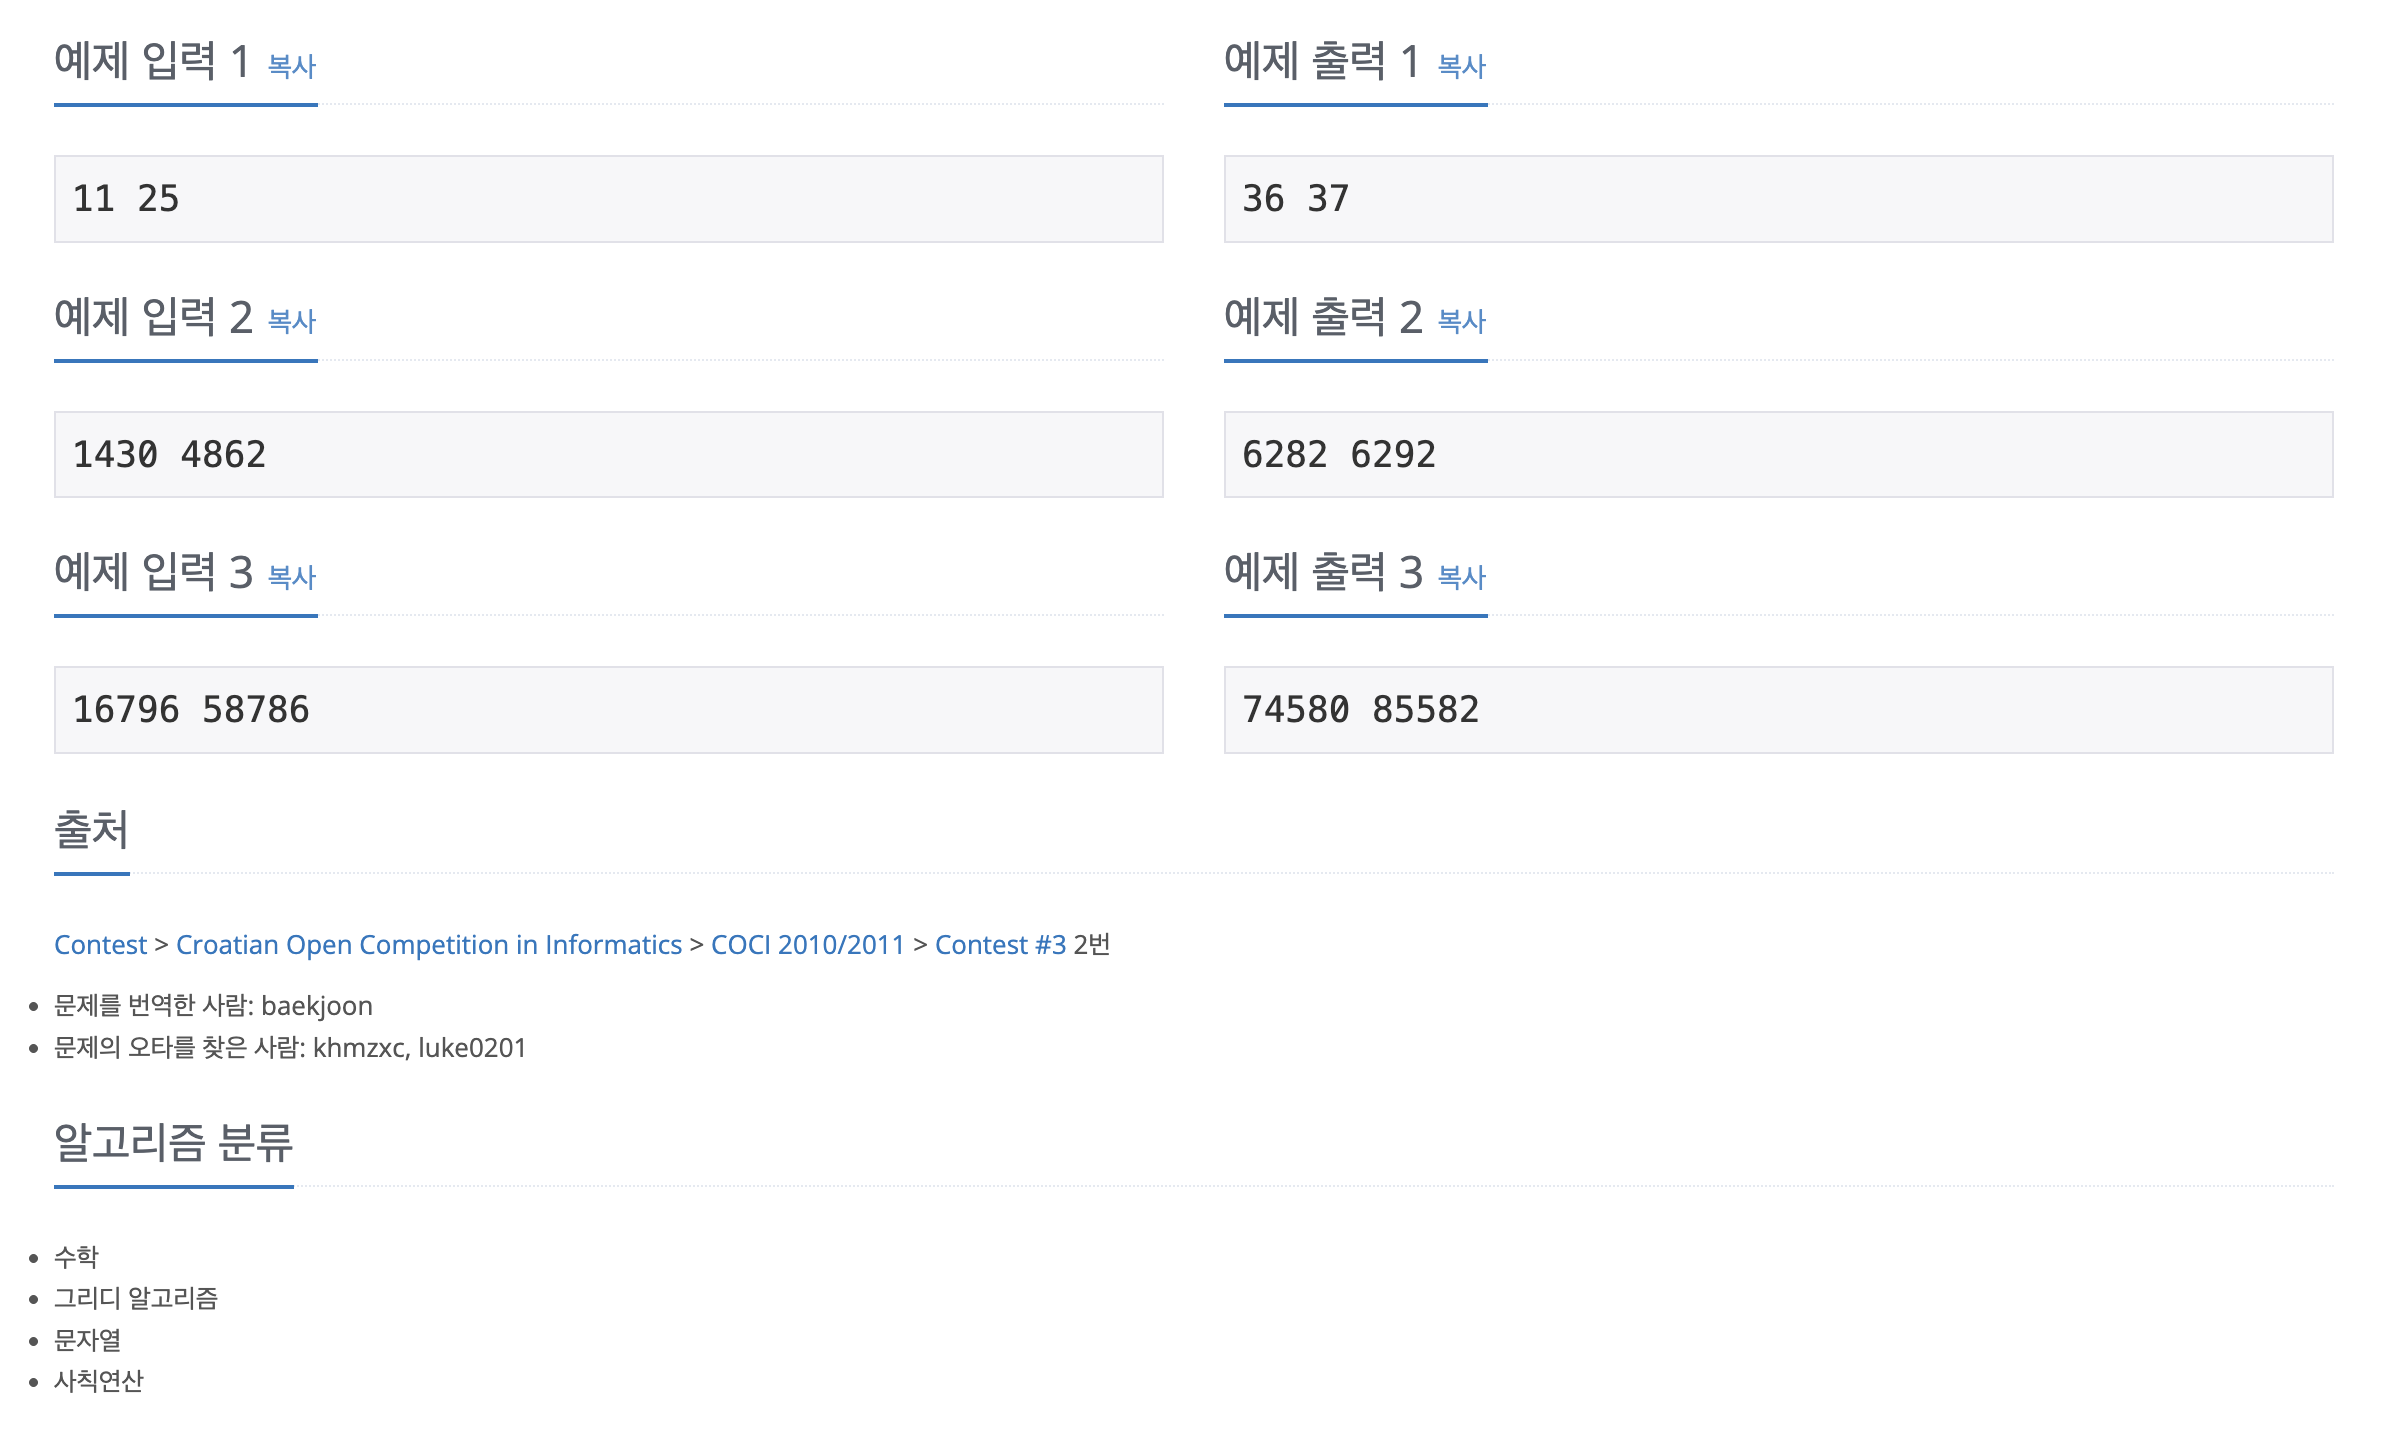 예제 입력 1 복사
예제 출력 1 복사
11 25
36 37
예제 입력 2 복사
예제 출력 2 복사
1430 4862
6282 6292
예제 입력 3 복사
예제 출력 3 복사
16796 58786
74580 85582
출처
Contest > Croatian Open Competition in Informatics > COCI 2010/2011 > Contest #3 2번
문제를 번역한 사람: baekjoon
문제의 오타를 찾은 사람: khmzxc, luke0201
알고리즘 분류
수학
그리디 알고리즘
문자열
사칙연산